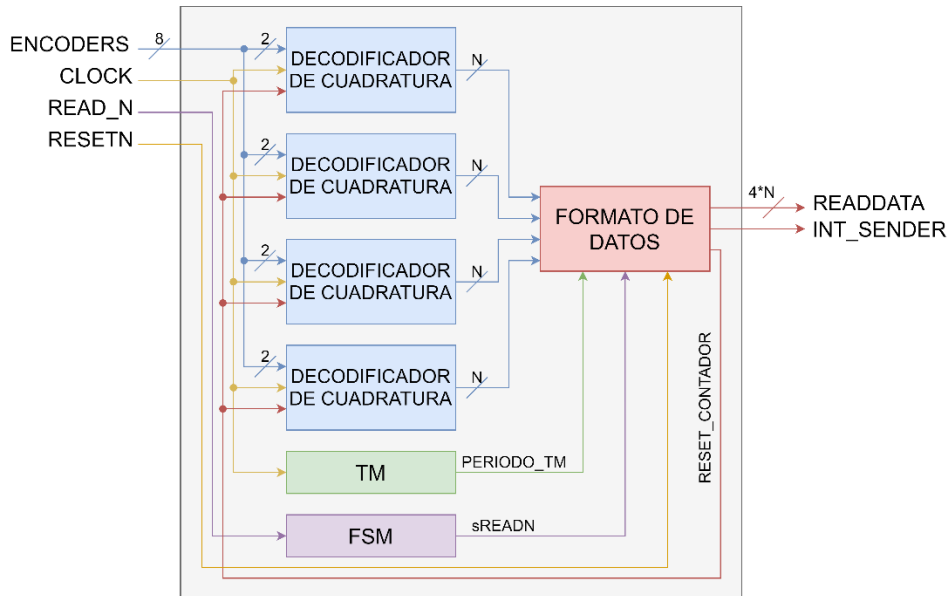 ENCODERS
8
CLOCK
READ_N
RESETN
2
DECODIFICADOR
DE CUADRATURA
N
2
DECODIFICADOR
DE CUADRATURA
N
2
DECODIFICADOR
DE CUADRATURA
N
2
DECODIFICADOR
DE CUADRATURA
N
TM
PERIODO_TM
FSM
sREADN
FORMATO DE
DATOS
4*N
READDATA
INT_SENDER
RESET_CONTADOR